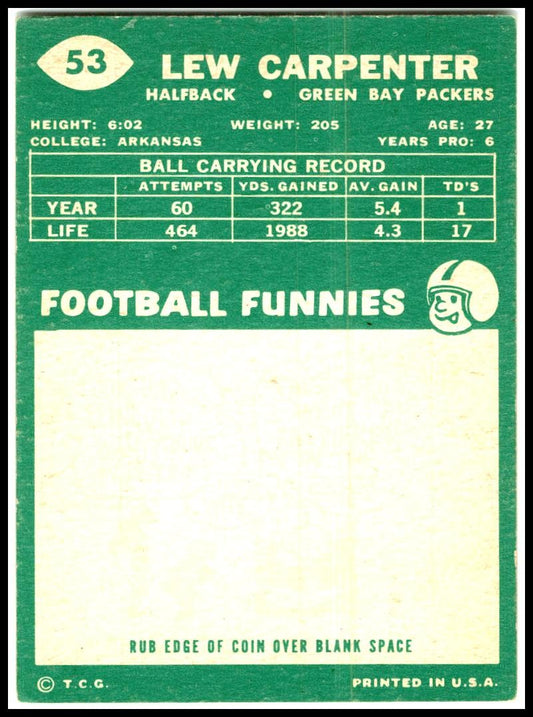 53
LEW CARPENTER
HALFBACK • GREEN BAY PACKERS
HEIGHT: 6:02 WEIGHT: 205 AGE: 27
COLLEGE: ARKANSAS YEARS PRO: 6
BALL CARRYING RECORD
ATTEMPTS YDS. GAINED AV. GAIN TD'S
YEAR 60 322 5.4 1
LIFE 464 1988 4.3 17
FOOTBALL FUNNIES
RUB EDGE OF COIN OVER BLANK SPACE
© T.C.G. PRINTED IN U.S.A.